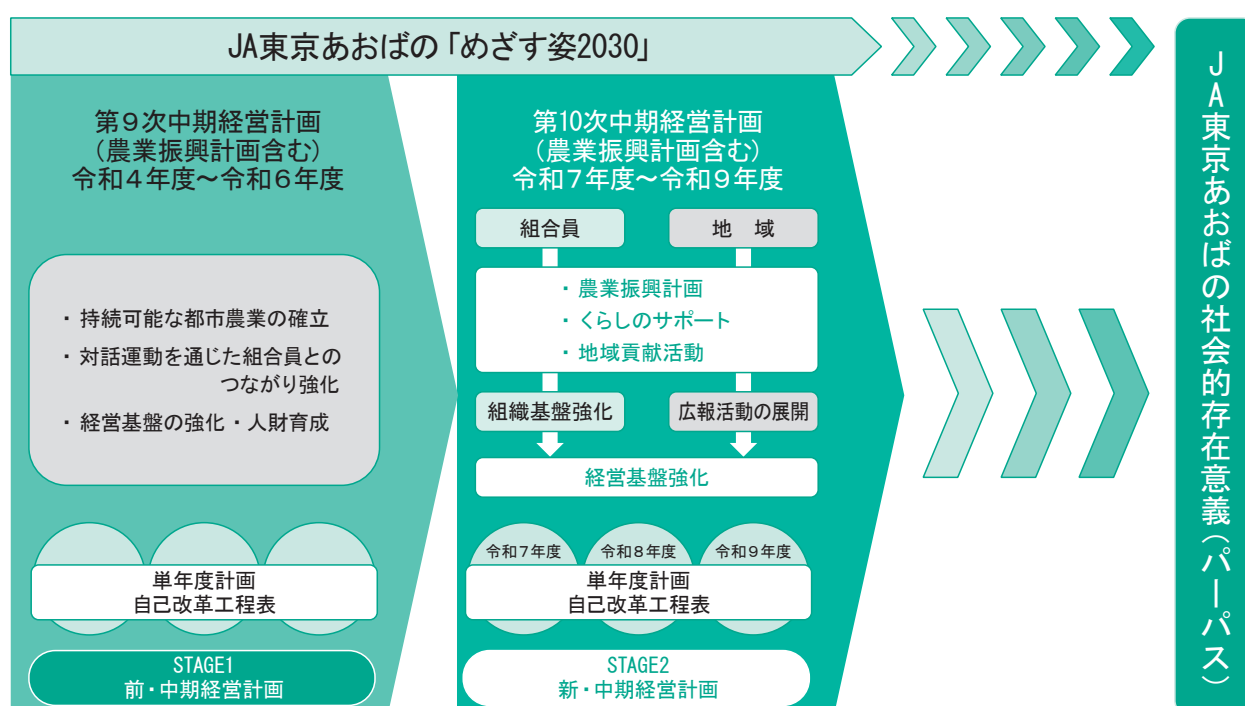 JA東京あおばの「めざす姿2030」
第9次中期経営計画
（農業振興計画含む）
令和4年度～令和6年度
・持続可能な都市農業の確立
・対話運動を通じた組合員との
つながり強化
・経営基盤の強化・人財育成
単年度計画
自己改革工程表
STAGE1
前・中期経営計画
第10次中期経営計画
（農業振興計画含む）
令和7年度～令和9年度
組合員
地　域
・農業振興計画
・くらしのサポート
・地域貢献活動
組織基盤強化
広報活動の展開
経営基盤強化
令和7年度
令和8年度
令和9年度
単年度計画
自己改革工程表
STAGE2
新・中期経営計画
JA東京あおばの社会的存在意義（パーパス）